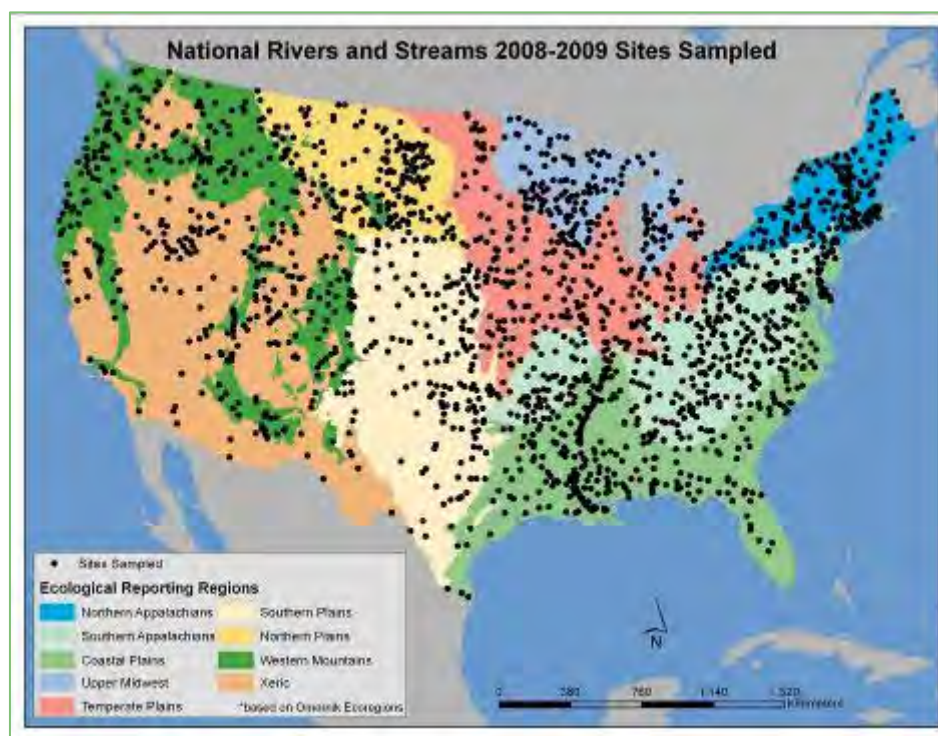 National Rivers and Streams 2008-2009 Sites Sampled
Sites Sampled
Ecological Reporting Regions
Northern Appalachians
Southern Appalachians
Coastal Plains
Upper Midwest
Temperate Plains
Southern Plains
Northern Plains
Western Mountains
Xeric
*based on Omernik Ecoregions
N
0 380 760 1,140 1,520
Kilometers